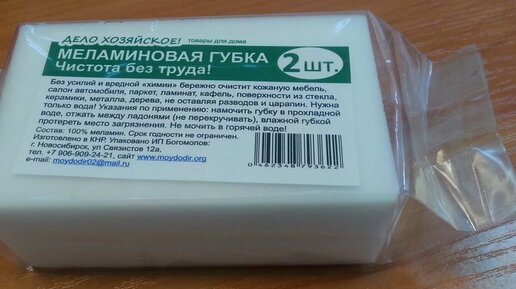 ДЕЛО ХОЗЯЙСКОЕ! товары для дома
МЕЛАМИНОВАЯ ГУБКА
Чистота без труда!
2 шт.
Без усилий и вредной «химии» бережно очистит кожаную мебель,
салон автомобиля, паркет, ламинат, кафель, поверхности из стекла,
керамики, металла, дерева, не оставляя разводов и царапин. Нужна
только вода! Указания по применению: намочить губку в прохладной
воде, отжать между ладонями (не перекручивать), влажной губкой
протереть место загрязнения. Не мочить в горячей воде!
Состав: 100% меламин. Срок годности не ограничен.
Изготовлено в КНР. Упаковано ИП Богомолов:
г. Новосибирск, ул Связистов 12а,
тел. +7 906-909-24-21, сайт www.moydodir.org
e-mail: moydodir02@mail.ru
0 462348 793622